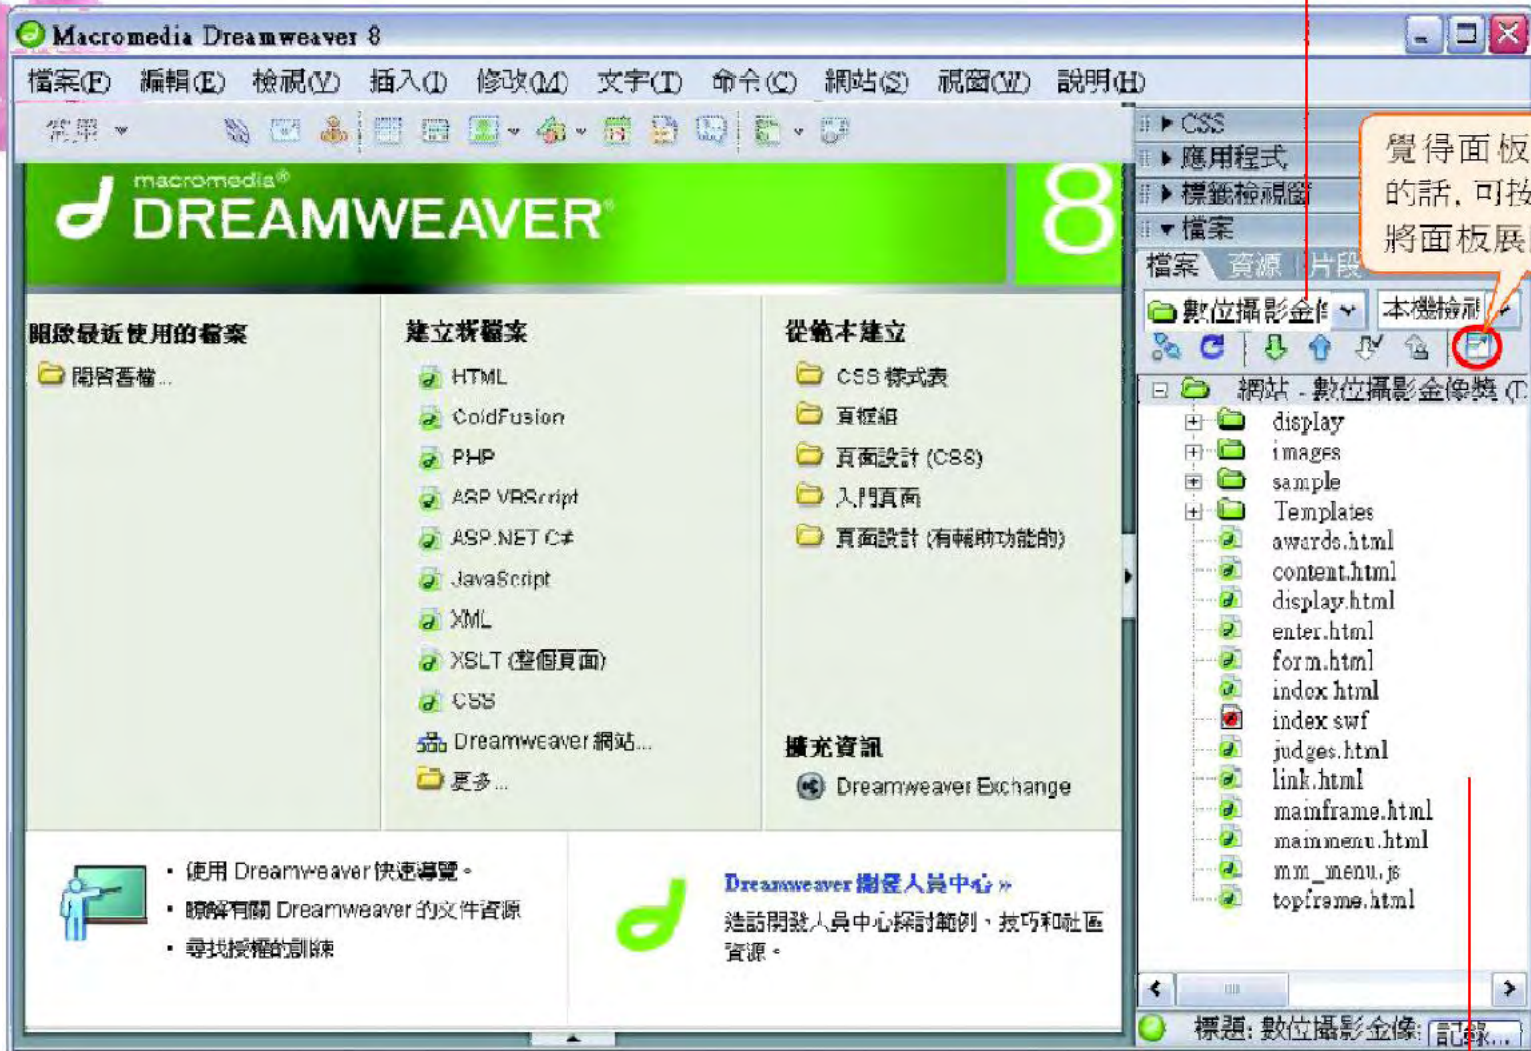 Macromedia Dreamweaver 8
檔案(F) 編輯(E) 檢視(V) 插入(I) 修改(M) 文字(T) 命令(C) 網站(S) 視窗(W) 說明(H)
常用
macromedia®
DREAMWEAVER®
8
開啟最近使用的檔案
開啟舊檔...
建立新檔案
HTML
ColdFusion
PHP
ASP VBScript
ASP.NET C#
JavaScript
XML
XSLT (整個頁面)
CSS
Dreamweaver 網站...
更多...
從範本建立
CSS 樣式表
頁框組
頁面設計 (CSS)
入門頁面
頁面設計 (有輔助功能的)
擴充資訊
Dreamweaver Exchange
• 使用 Dreamweaver 快速導覽。
• 瞭解有關 Dreamweaver 的文件資源
• 尋找授權的訓練
Dreamweaver 開發人員中心 »
造訪開發人員中心探討範例、技巧和社區
資源。
CSS
應用程式
標籤檢視窗
檔案
覺得面板
的話, 可按
將面板展
檔案 資源 片段
數位攝影金 本機檢視
網站 - 數位攝影金像獎 (D
display
images
sample
Templates
awards.html
content.html
display.html
enter.html
form.html
index.html
index.swf
judges.html
link.html
mainframe.html
mainmenu.html
mm_menu.js
topframe.html
標題: 數位攝影金像 記錄...